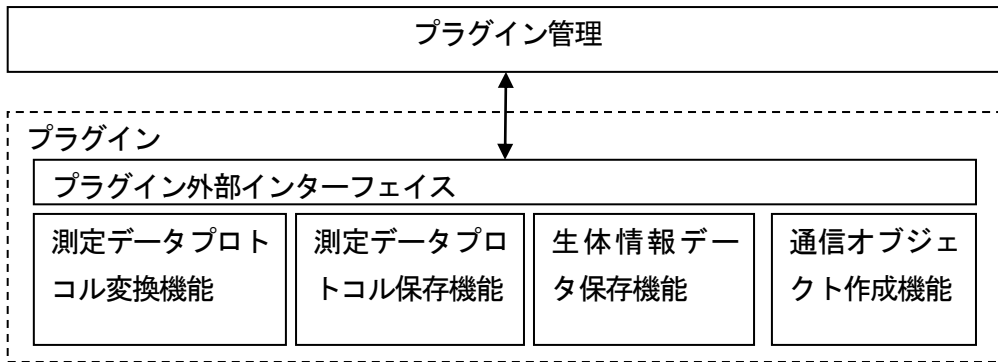 プラグイン管理
プラグイン
プラグイン外部インターフェイス
測定データプロト
コル変換機能
測定データプロ
トコル保存機能
生体情報デー
タ保存機能
通信オブジェ
クト作成機能